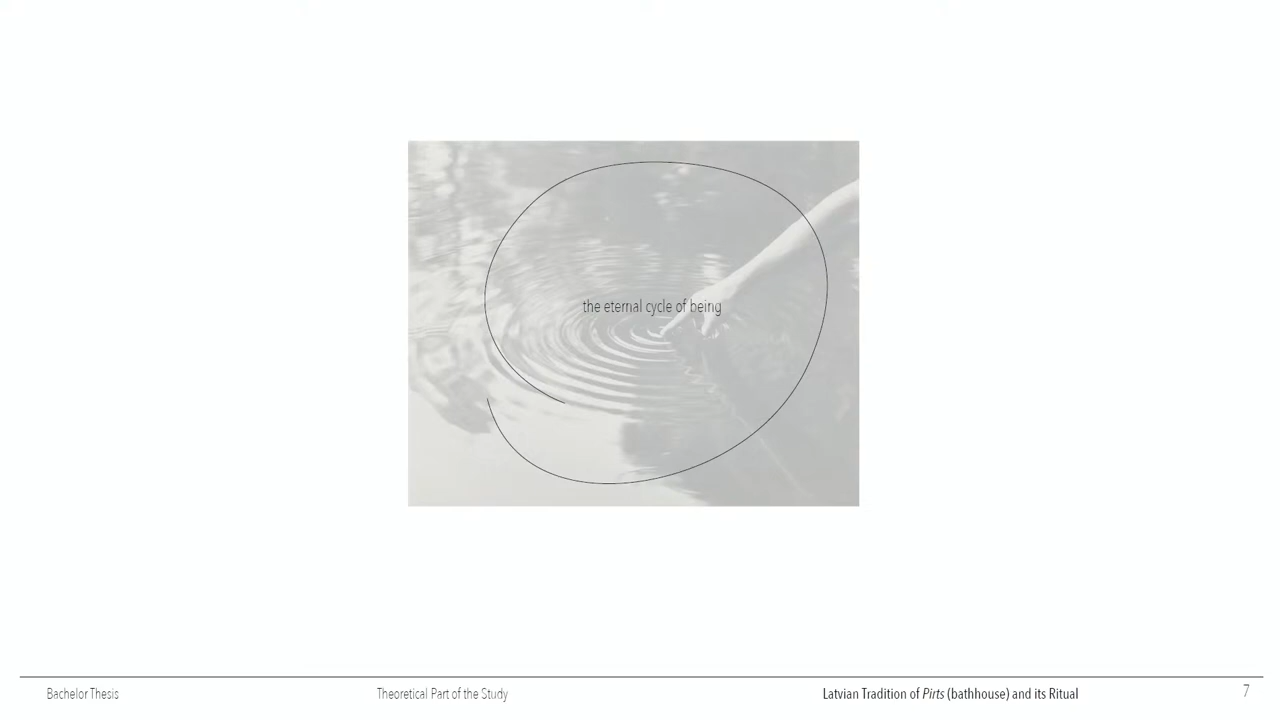 the eternal cycle of being
Bachelor Thesis
Theoretical Part of the Study
Latvian Tradition of Pirts (bathhouse) and its Ritual
7